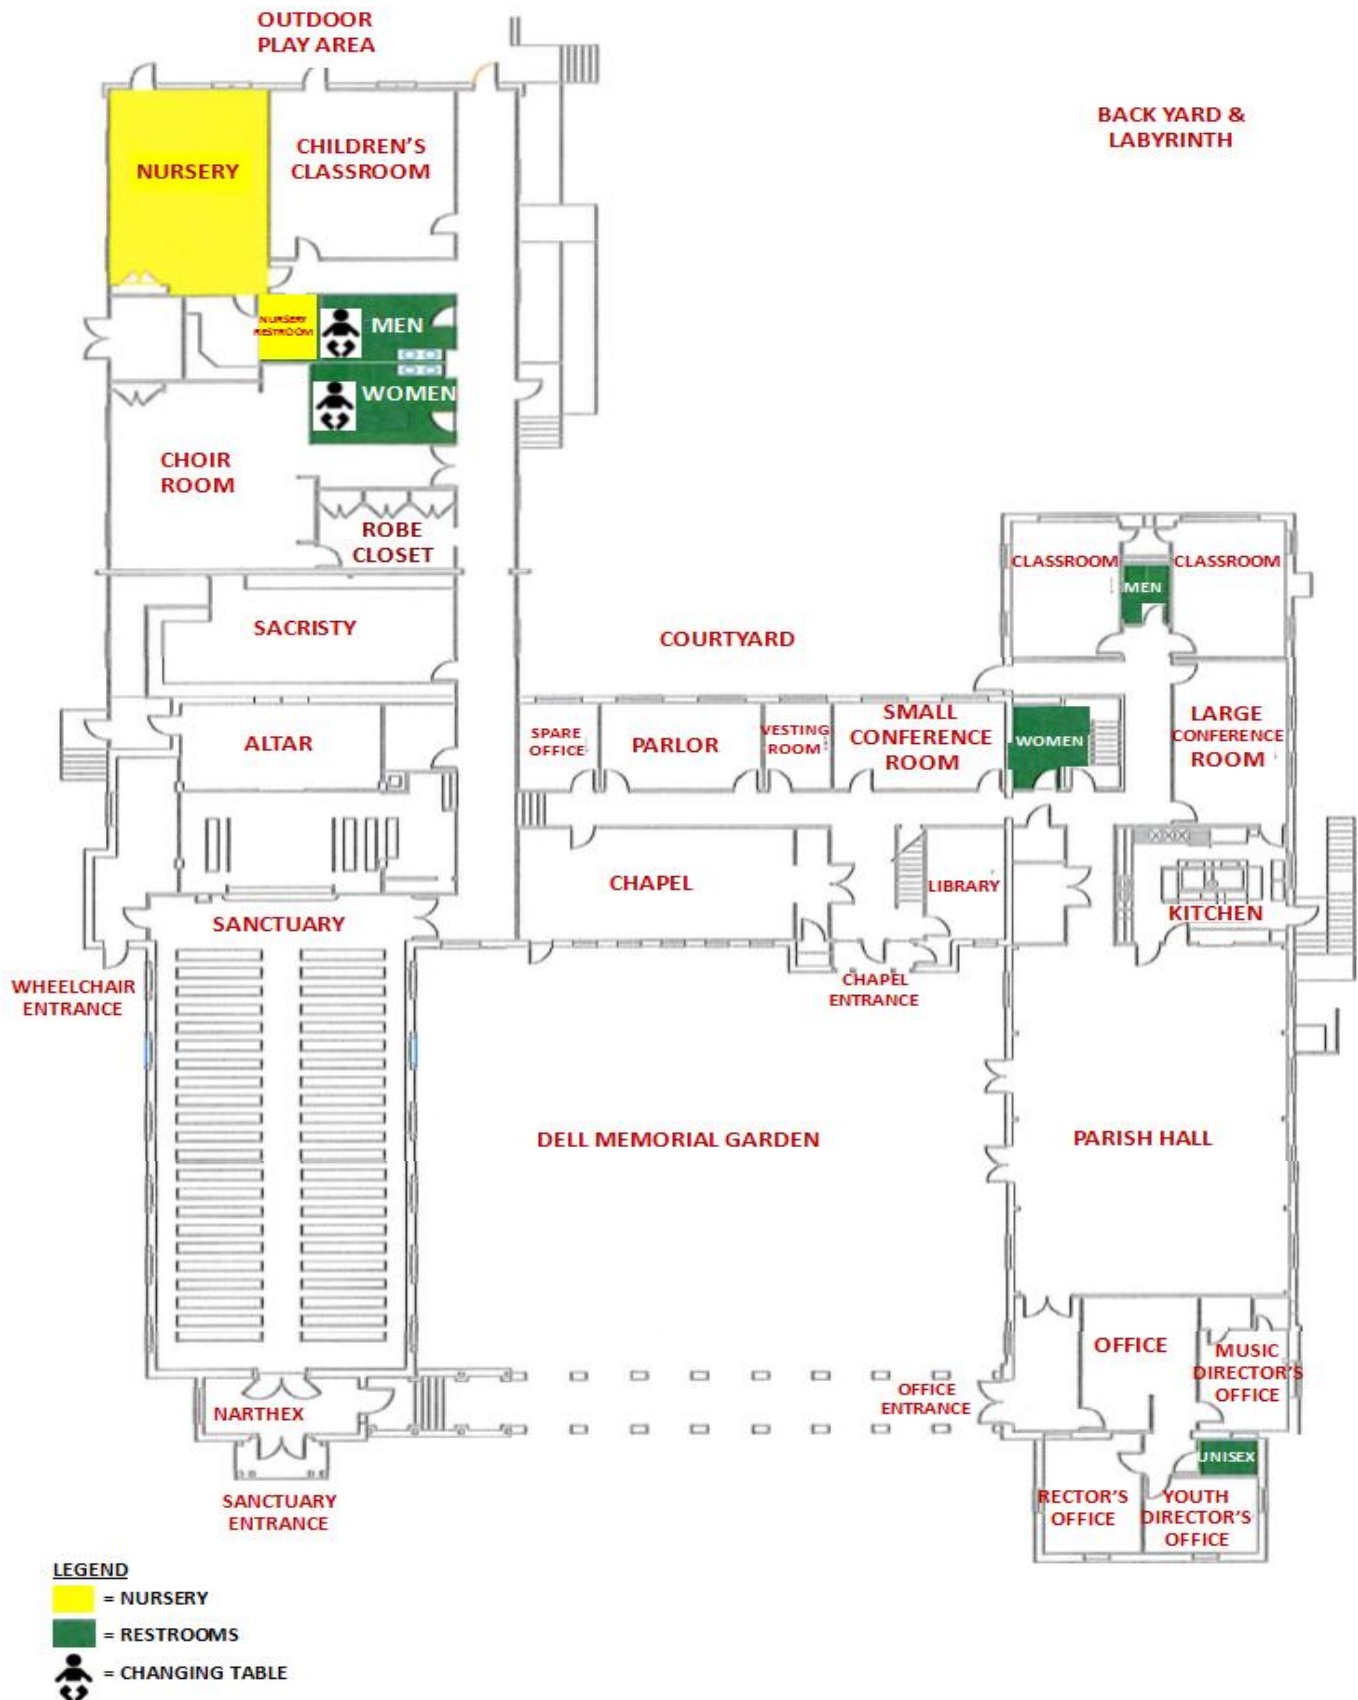 OUTDOOR
PLAY AREA
BACK YARD &
LABYRINTH
NURSERY
CHILDREN'S
CLASSROOM
NURSERY
RESTROOM
MEN
WOMEN
CHOIR
ROOM
ROBE
CLOSET
CLASSROOM
CLASSROOM
MEN
SACRISTY
COURTYARD
ALTAR
SPARE
OFFICE
PARLOR
VESTING
ROOM
SMALL
CONFERENCE
ROOM
WOMEN
LARGE
CONFERENCE
ROOM
CHAPEL
LIBRARY
KITCHEN
SANCTUARY
WHEELCHAIR
ENTRANCE
CHAPEL
ENTRANCE
DELL MEMORIAL GARDEN
PARISH HALL
OFFICE
MUSIC
DIRECTOR'S
OFFICE
OFFICE
ENTRANCE
NARTHEX
UNISEX
SANCTUARY
ENTRANCE
RECTOR'S
OFFICE
YOUTH
DIRECTOR'S
OFFICE
LEGEND
= NURSERY
= RESTROOMS
= CHANGING TABLE